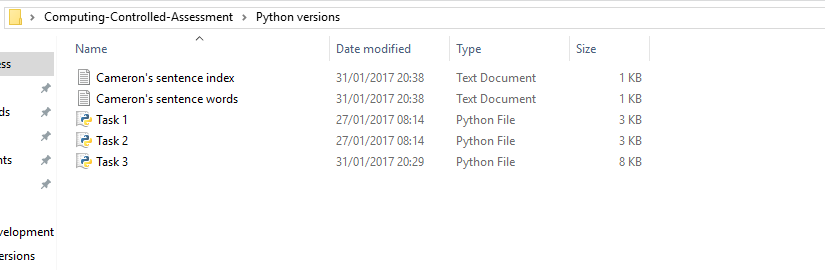 Computing-Controlled-Assessment > Python versions
Name Date modified Type Size
ess
Cameron's sentence index 31/01/2017 20:38 Text Document 1 KB
Cameron's sentence words 31/01/2017 20:38 Text Document 1 KB
ds Task 1 27/01/2017 08:14 Python File 3 KB
Task 2 27/01/2017 08:14 Python File 3 KB
nts Task 3 31/01/2017 20:29 Python File 8 KB
velopment
ersions